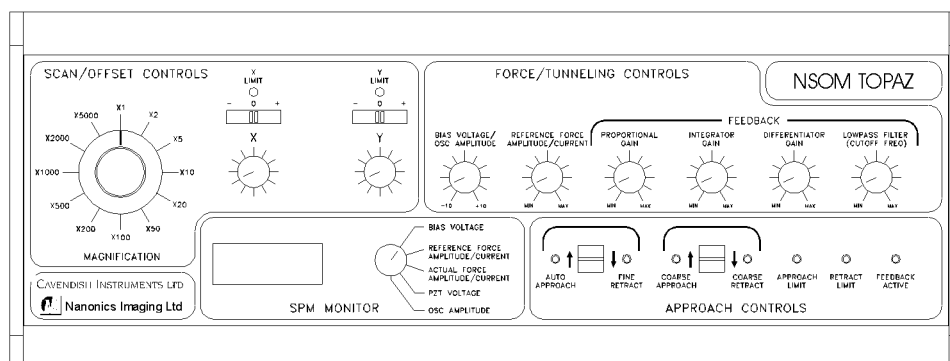 SCAN/OFFSET CONTROLS
X
LIMIT
- 0 +
X
Y
LIMIT
- 0 +
Y
X1
X2
X5
X10
X20
X50
X100
X200
X500
X1000
X2000
X5000
MAGNIFICATION
FORCE/TUNNELING CONTROLS
NSOM TOPAZ
FEEDBACK
BIAS VOLTAGE/
OSC AMPLITUDE
-10 +10
REFERENCE FORCE
AMPLITUDE/CURRENT
MIN MAX
PROPORTIONAL
GAIN
MIN MAX
INTEGRATOR
GAIN
MIN MAX
DIFFERENTIATOR
GAIN
MIN MAX
LOWPASS FILTER
(CUTOFF FREQ)
MIN MAX
CAVENDISH INSTRUMENTS LTD
Nanonics Imaging Ltd
BIAS VOLTAGE
REFERENCE FORCE
AMPLITUDE/CURRENT
ACTUAL FORCE
AMPLITUDE/CURRENT
PZT VOLTAGE
OSC AMPLITUDE
SPM MONITOR
AUTO
APPROACH
FINE
RETRACT
COARSE
APPROACH
COARSE
RETRACT
APPROACH
LIMIT
RETRACT
LIMIT
FEEDBACK
ACTIVE
APPROACH CONTROLS